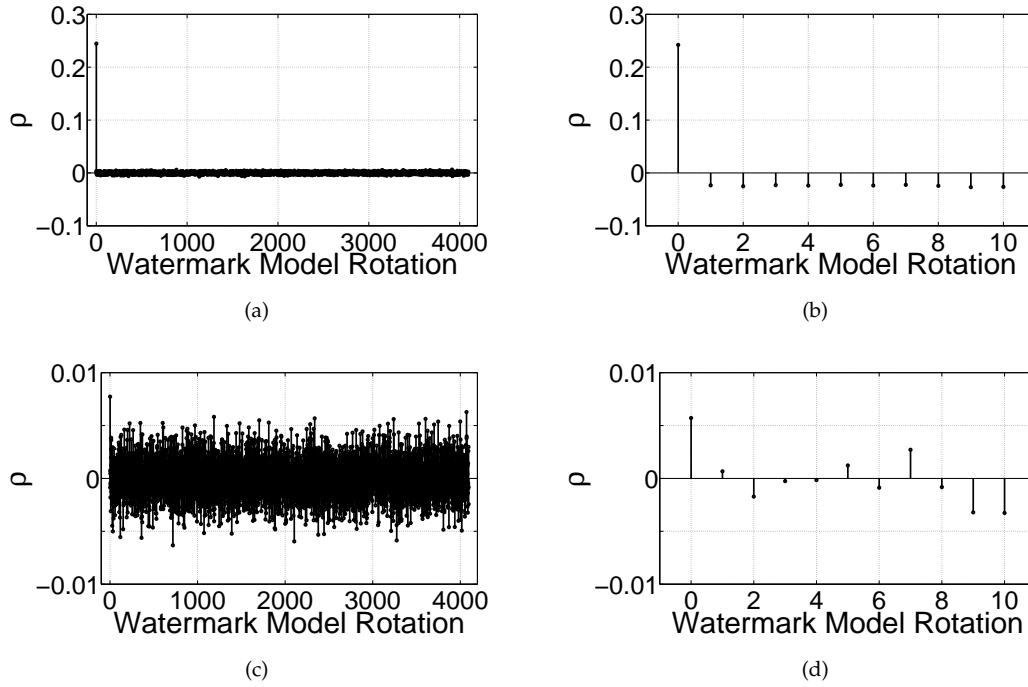 0.3
0.2
0.1
0
−0.1
ρ
0 1000 2000 3000 4000
Watermark Model Rotation
(a)
0.3
0.2
0.1
0
−0.1
ρ
0 2 4 6 8 10
Watermark Model Rotation
(b)
0.01
0
−0.01
ρ
0 1000 2000 3000 4000
Watermark Model Rotation
(c)
0.01
0
−0.01
ρ
0 2 4 6 8 10
Watermark Model Rotation
(d)